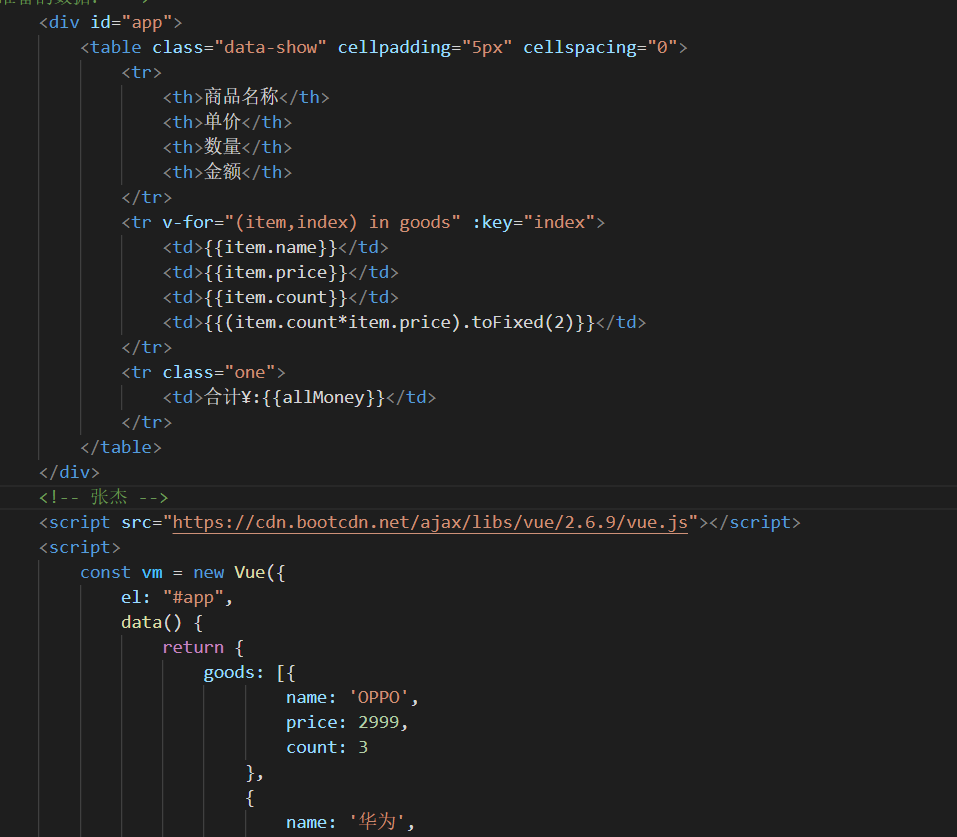 准备的数据: -->
<div id="app">
<table class="data-show" cellpadding="5px" cellspacing="0">
<tr>
<th>商品名称</th>
<th>单价</th>
<th>数量</th>
<th>金额</th>
</tr>
<tr v-for="(item,index) in goods" :key="index">
<td>{{item.name}}</td>
<td>{{item.price}}</td>
<td>{{item.count}}</td>
<td>{{(item.count*item.price).toFixed(2)}}</td>
</tr>
<tr class="one">
<td>合计¥:{{allMoney}}</td>
</tr>
</table>
</div>
<!-- 张杰 -->
<script src="https://cdn.bootcdn.net/ajax/libs/vue/2.6.9/vue.js"></script>
<script>
const vm = new Vue({
el: "#app",
data() {
return {
goods: [{
name: 'OPPO',
price: 2999,
count: 3
},
{
name: '华为',